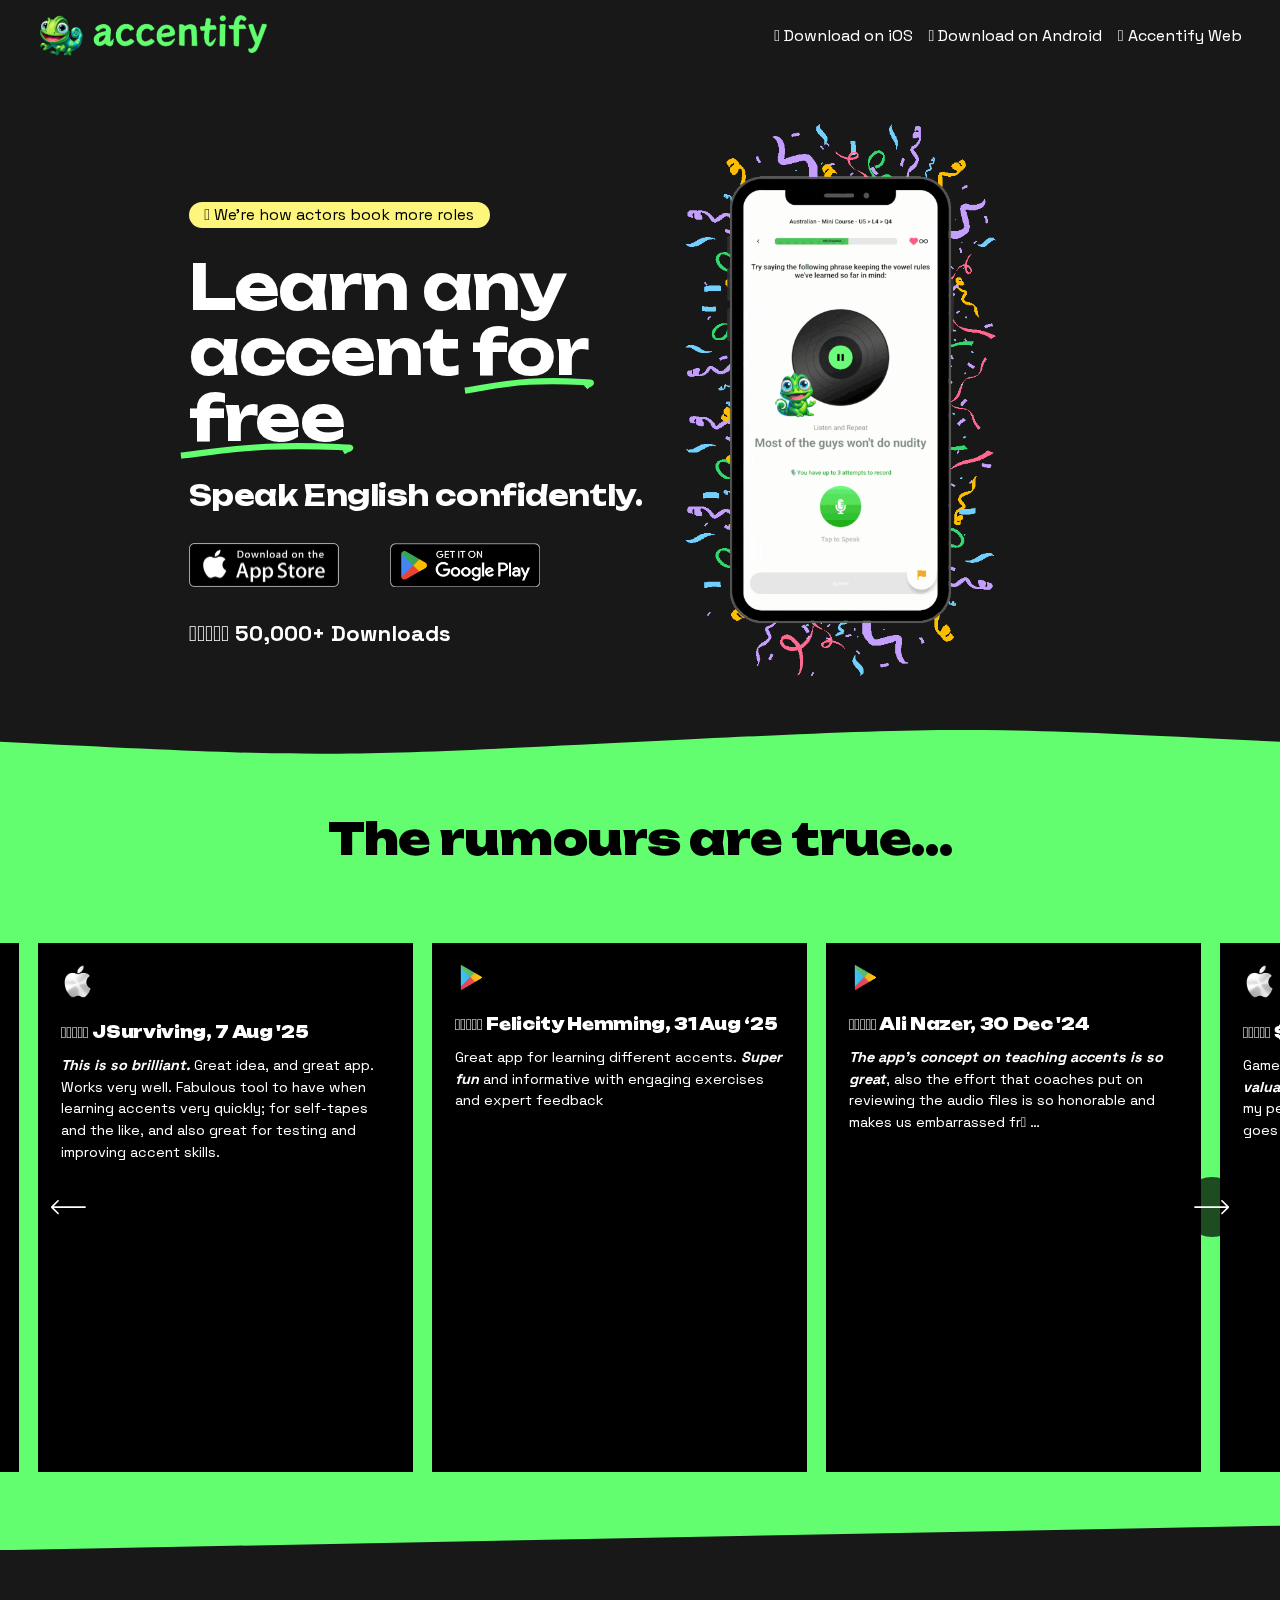 accentify
Download on iOS Download on Android Accentify Web
We're how actors book more roles
Learn any
accent for
free
Speak English confidently.
Download on the
App Store
GET IT ON
Google Play
50,000+ Downloads
Australian - Mini Course - U5 > L4 > Q4
Try saying the following phrase keeping the vowel rules
we've learned so far in mind:
Listen and Repeat
Most of the guys won't do nudity
You have up to 3 attempts to record
Tap to Speak
The rumours are true...
JSurviving, 7 Aug '25
This is so brilliant. Great idea, and great app.
Works very well. Fabulous tool to have when
learning accents very quickly; for self-tapes
and the like, and also great for testing and
improving accent skills.
Felicity Hemming, 31 Aug ‘25
Great app for learning different accents. Super
fun and informative with engaging exercises
and expert feedback
Ali Nazer, 30 Dec '24
The app's concept on teaching accents is so
great, also the effort that coaches put on
reviewing the audio files is so honorable and
makes us embarrassed fr ...
Game
valua
my pe
goes